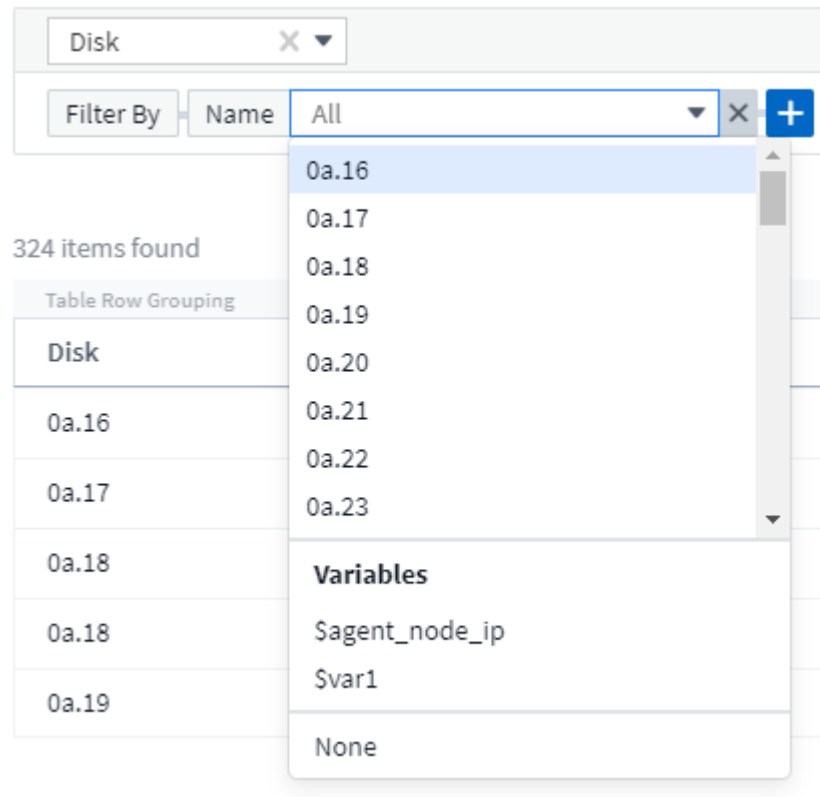 Disk
Filter By Name All
0a.16
0a.17
0a.18
0a.19
0a.20
0a.21
0a.22
0a.23
Variables
$agent_node_ip
$var1
None
324 items found
Table Row Grouping
Disk
0a.16
0a.17
0a.18
0a.18
0a.19